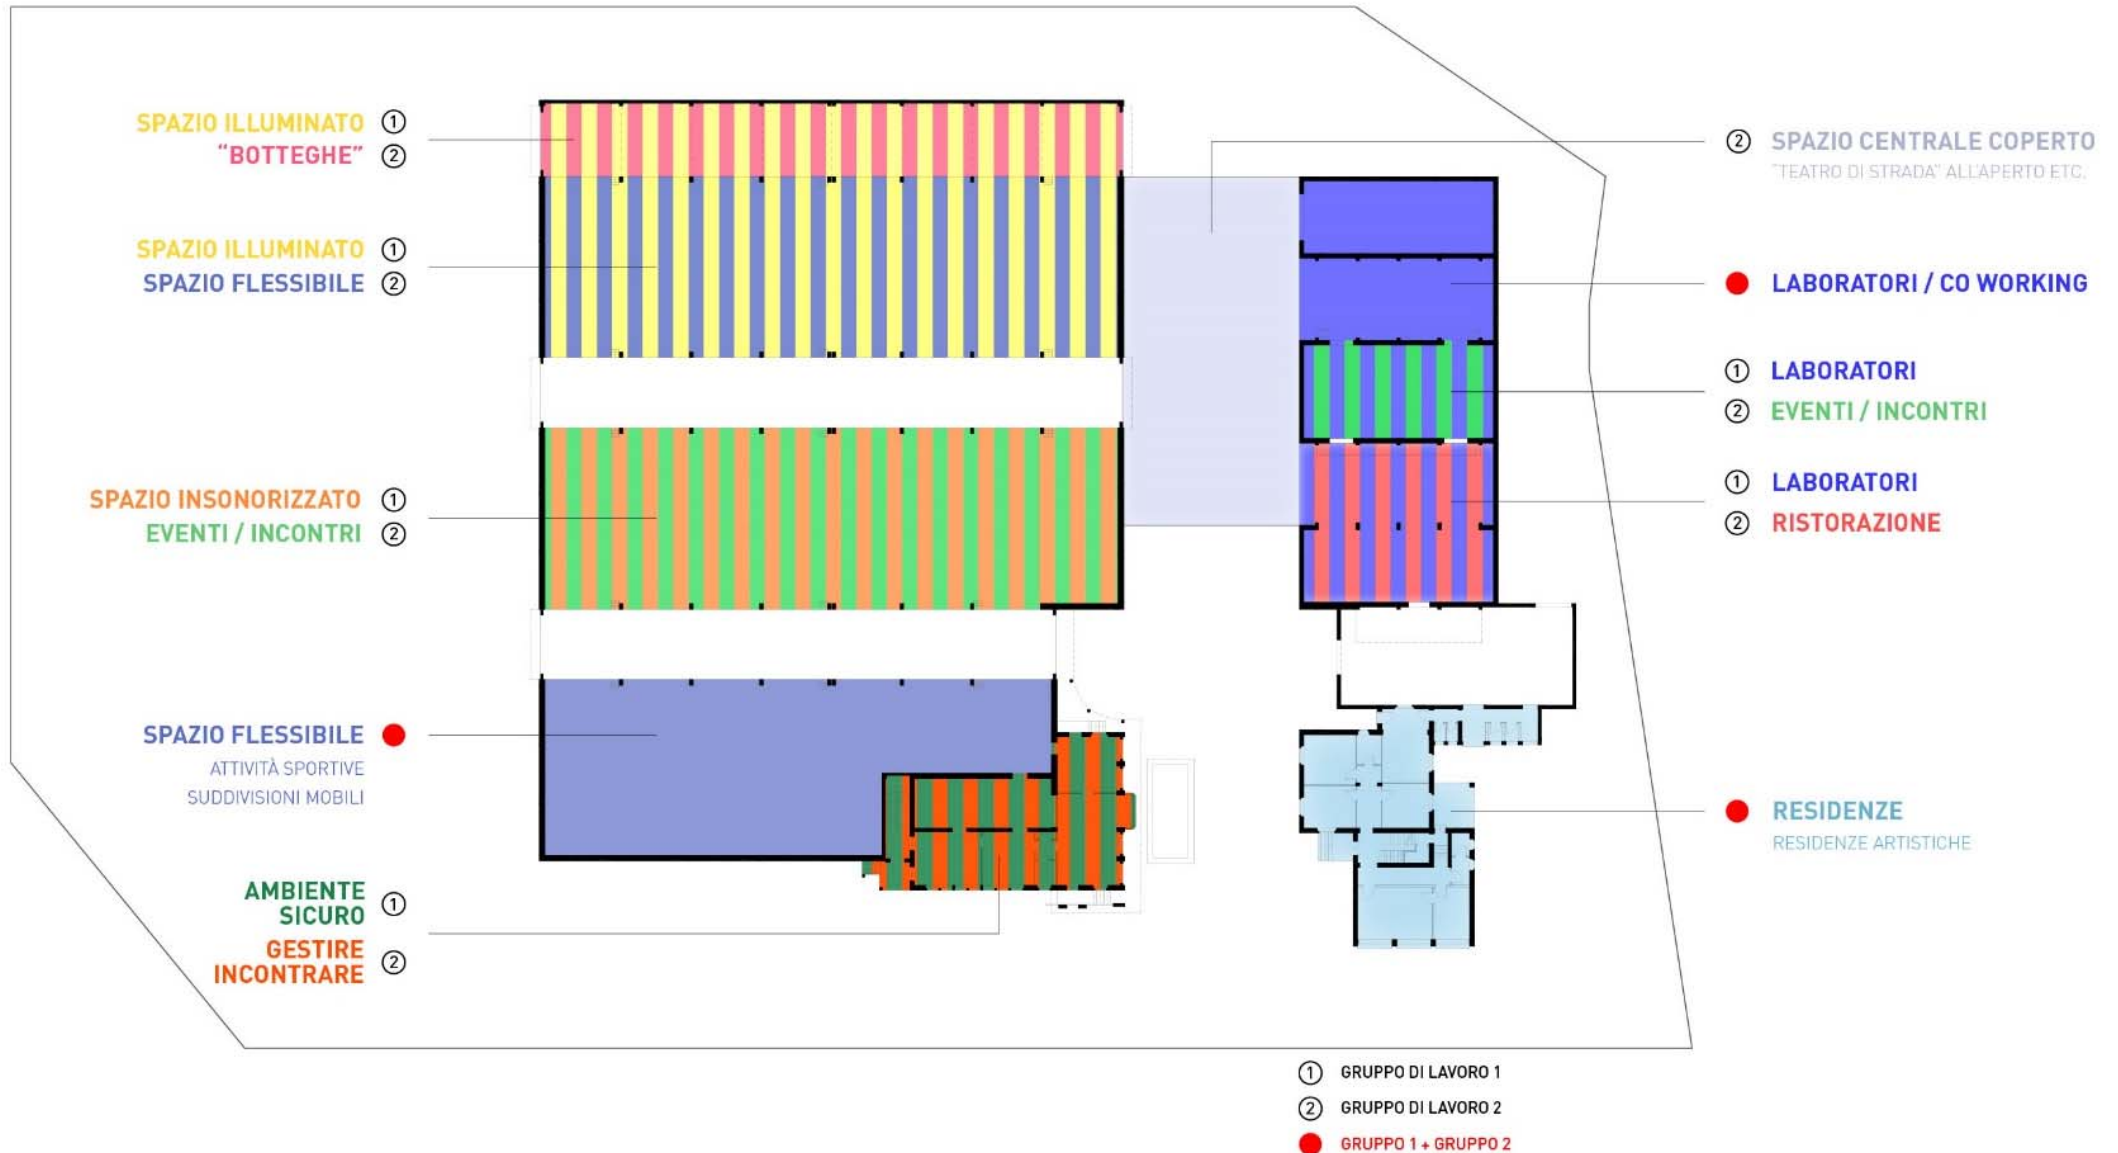 SPAZIO ILLUMINATO 1
“BOTTEGHE” 2
SPAZIO ILLUMINATO 1
SPAZIO FLESSIBILE 2
SPAZIO INSONORIZZATO 1
EVENTI / INCONTRI 2
SPAZIO FLESSIBILE
ATTIVITÀ SPORTIVE
SUDDIVISIONI MOBILI
AMBIENTE
SICURO 1
GESTIRE
INCONTRARE 2
2 SPAZIO CENTRALE COPERTO
"TEATRO DI STRADA" ALL'APERTO ETC.
LABORATORI / CO WORKING
1 LABORATORI
2 EVENTI / INCONTRI
1 LABORATORI
2 RISTORAZIONE
RESIDENZE
RESIDENZE ARTISTICHE
1 GRUPPO DI LAVORO 1
2 GRUPPO DI LAVORO 2
GRUPPO 1 + GRUPPO 2